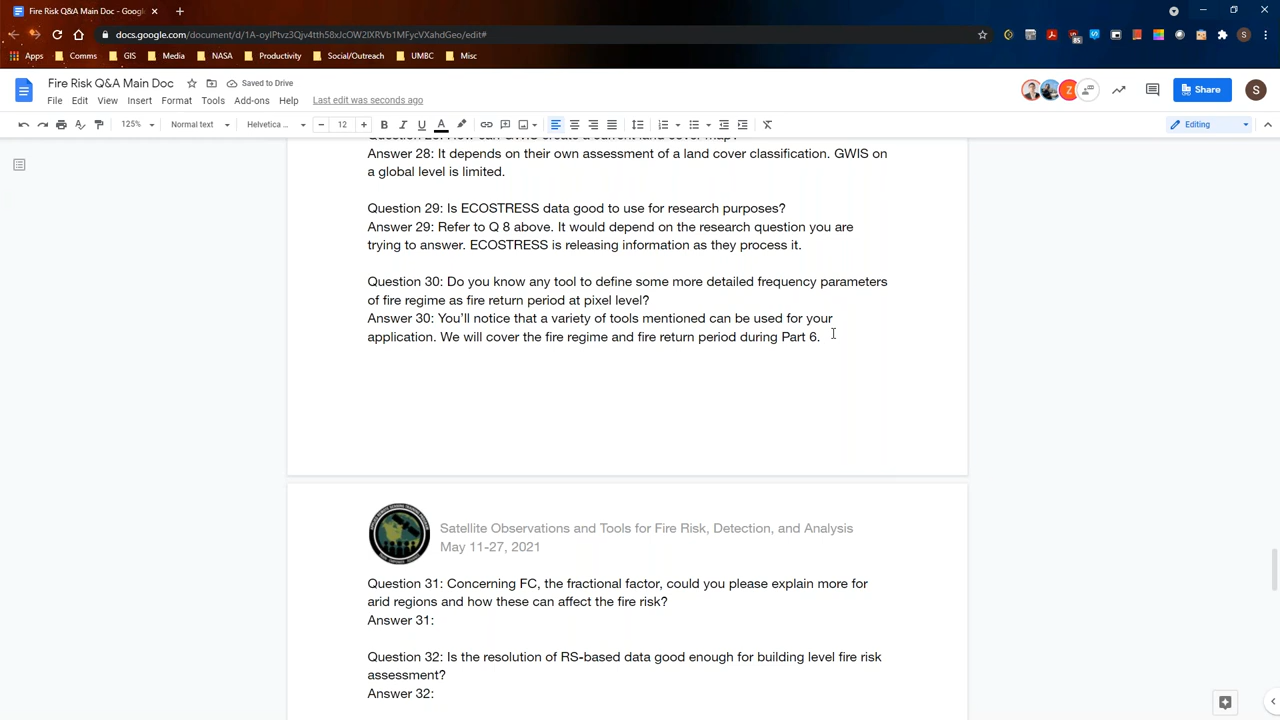 Fire Risk Q&A Main Doc - Googl
docs.google.com/document/d/1A-oyIPtvz3Qjv4tth58xJcOW2IXRVb1MFycVXahdGeo/edit#
Apps Comms GIS Media NASA Productivity Social/Outreach UMBC Misc
Fire Risk Q&A Main Doc Saved to Drive
File Edit View Insert Format Tools Add-ons Help Last edit was seconds ago
Z Share S
125% Normal text Helvetica ... 12 B I U A Editing
Answer 28: It depends on their own assessment of a land cover classification. GWIS on
a global level is limited.
Question 29: Is ECOSTRESS data good to use for research purposes?
Answer 29: Refer to Q 8 above. It would depend on the research question you are
trying to answer. ECOSTRESS is releasing information as they process it.
Question 30: Do you know any tool to define some more detailed frequency parameters
of fire regime as fire return period at pixel level?
Answer 30: You'll notice that a variety of tools mentioned can be used for your
application. We will cover the fire regime and fire return period during Part 6.
Satellite Observations and Tools for Fire Risk, Detection, and Analysis
May 11-27, 2021
Question 31: Concerning FC, the fractional factor, could you please explain more for
arid regions and how these can affect the fire risk?
Answer 31:
Question 32: Is the resolution of RS-based data good enough for building level fire risk
assessment?
Answer 32: